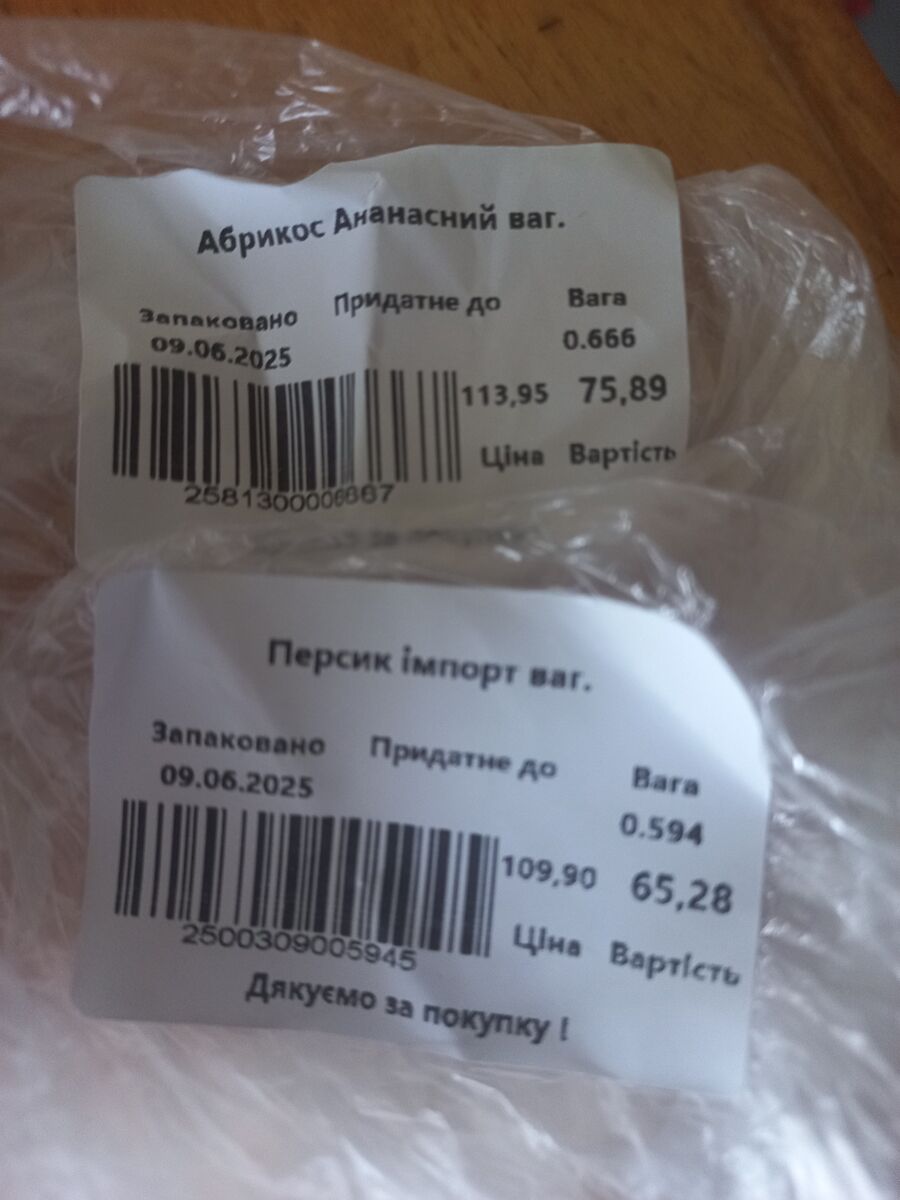 Абрикос Ананасний ваг.
Запаковано Придатне до Вага
09.06.2025 0.666
113,95 75,89
Ціна Вартість
2581300006667
Персик імпорт ваг.
Запаковано Придатне до Вага
09.06.2025 0.594
109,90 65,28
Ціна Вартість
2500309005945
Дякуємо за покупку !